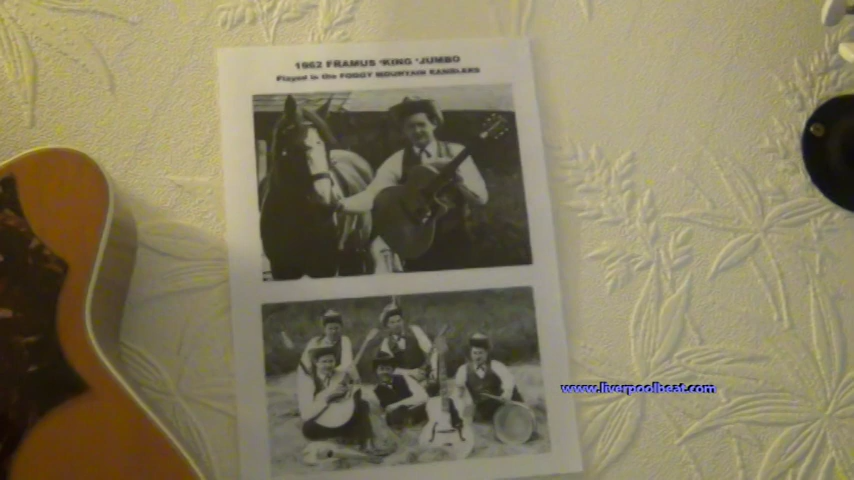 1962 FRAMUS 'KING 'JUMBO
Played in the FOGGY MOUNTAIN RAMBLERS
www.liverpoolbeat.com